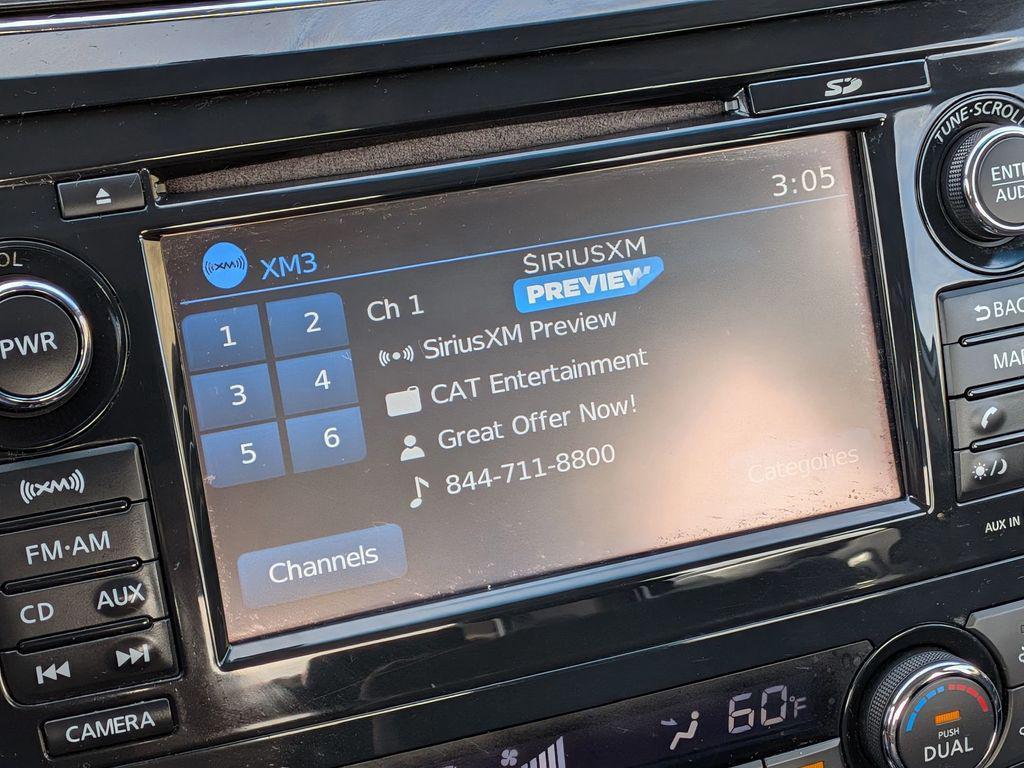 SD
TUNE·SCROLL
3:05
XM
XM3
SIRIUSXM
PREVIEW
1
2
3
4
5
6
Ch 1
SiriusXM Preview
CAT Entertainment
Great Offer Now!
844-711-8800
Categories
Channels
PWR
XM
FM·AM
CD
AUX
CAMERA
AUX IN
60°F
PUSH
DUAL